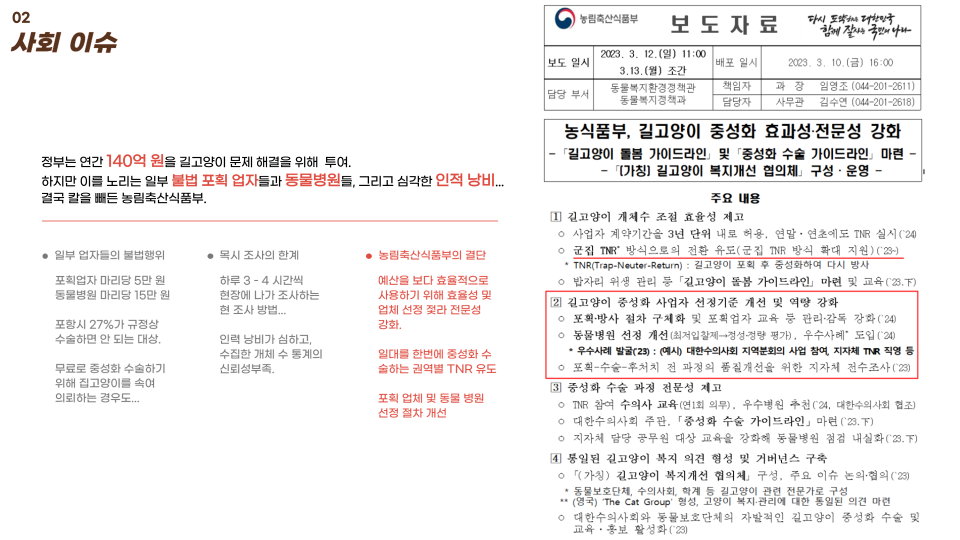 02
사회 이슈
정부는 연간 140억 원을 길고양이 문제 해결을 위해 투여.
하지만 이를 노리는 일부 불법 포획 업자들과 동물병원들, 그리고 심각한 인적 낭비...
결국 칼을 빼든 농림축산식품부.
● 일부 업자들의 불법행위
포획업자 마리당 5만 원
동물병원 마리당 15만 원
포항시 27%가 규정상
수술하면 안 되는 대상.
무료로 중성화 수술하기
위해 집고양이를 속여
의뢰하는 경우도...
● 목시 조사의 한계
하루 3 - 4 시간씩
현장에 나가 조사하는
현 조사 방법...
인력 낭비가 심하고,
수집한 개체 수 통계의
신뢰성부족.
● 농림축산식품부의 결단
예산을 보다 효율적으로
사용하기 위해 효율성 및
업체 선정 젗라 전문성
강화.
일대를 한번에 중성화 수
술하는 권역별 TNR 유도
포획 업체 및 동물 병원
선정 절차 개선
농림축산식품부
보도자료
다시 도약하는 대한민국
함께 잘사는 국민의 나라
보도 일시 2023. 3. 12.(일) 11:00 배포 일시 2023. 3. 10.(금) 16:00
3.13.(월) 조간
담당 부서 동물복지환경정책관 책임자 과 장 임영조 (044-201-2611)
동물복지정책과 담당자 사무관 김수연 (044-201-2618)
농식품부, 길고양이 중성화 효과성·전문성 강화
- 「길고양이 돌봄 가이드라인」 및 「중성화 수술 가이드라인」 마련 -
- 「(가칭) 길고양이 복지개선 협의체」 구성·운영 -
주요 내용
1 길고양이 개체수 조절 효율성 제고
○ 사업자 계약기간을 3년 단위 내로 허용, 연말·연초에도 TNR 실시(`24)
○ 군집 TNR* 방식으로의 전환 유도(군집 TNR 방식 확대 지원)(`23~)
* TNR(Trap-Neuter-Return) : 길고양이 포획 후 중성화하여 다시 방사
○ 밥자리 위생 관리 등 「길고양이 돌봄 가이드라인」 마련 및 교육(`23.下)
2 길고양이 중성화 사업자 선정기준 개선 및 역량 강화
○ 포획·방사 절차 구체화 및 포획업자 교육 등 관리·감독 강화(`24)
○ 동물병원 선정 개선(최저입찰제→정성·정량 평가), 우수사례* 도입(`24)
* 우수사례 발굴('23) : (예시) 대한수의사회 지역분회의 사업 참여, 지자체 TNR 직영 등
○ 포획-수술-후처치 전 과정의 품질개선을 위한 지자체 전수조사(`23)
3 중성화 수술 과정 전문성 제고
○ TNR 참여 수의사 교육(연1회 의무), 우수병원 추천(`24, 대한수의사회 협조)
○ 대한수의사회 주관, 「중성화 수술 가이드라인」 마련(`23.下)
○ 지자체 담당 공무원 대상 교육을 강화해 동물병원 점검 내실화(`23.下)
4 통일된 길고양이 복지 의견 형성 및 거버넌스 구축
○ 「(가칭) 길고양이 복지개선 협의체」 구성, 주요 이슈 논의·협의(`23)
* 동물보호단체, 수의사회, 학계 등 길고양이 관련 전문가로 구성
** (영국) 'The Cat Group' 형성, 고양이 복지·관리에 대한 통일된 의견 마련
○ 대한수의사회와 동물보호단체의 자발적인 길고양이 중성화 수술 및
교육·홍보 활성화(`23)